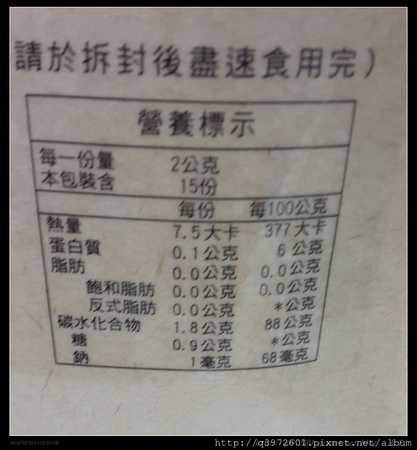 請於拆封後盡速食用完)
營養標示
每一份量 2公克
本包裝含 15份
每份 每100公克
熱量 7.5大卡 377大卡
蛋白質 0.1公克 6公克
脂肪 0.0公克 0.0公克
飽和脂肪 0.0公克 0.0公克
反式脂肪 0.0公克 *公克
碳水化合物 1.8公克 88公克
糖 0.9公克 *公克
鈉 1毫克 68毫克
http://q3972601.pixnet.net/album